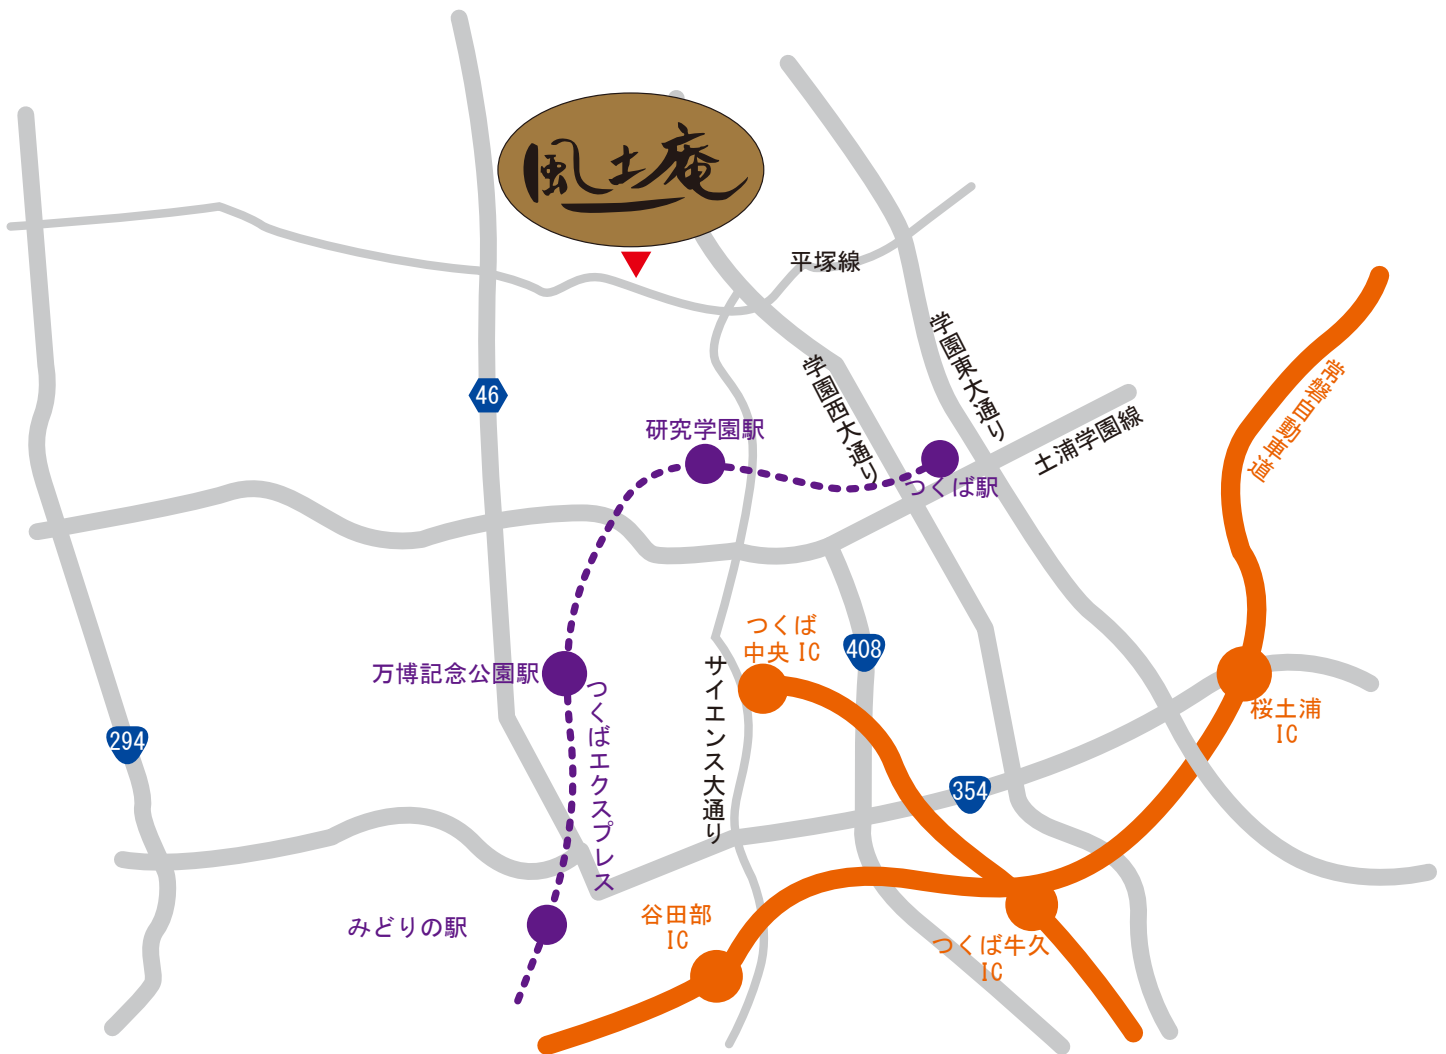 風土庵
平塚線
学園東大通り
学園西大通り
土浦学園線
常磐自動車道
46
研究学園駅
つくば駅
つくば
中央 IC
408
万博記念公園駅
つくばエクスプレス
サイエンス大通り
桜土浦
IC
294
354
みどりの駅
谷田部
IC
つくば牛久
IC